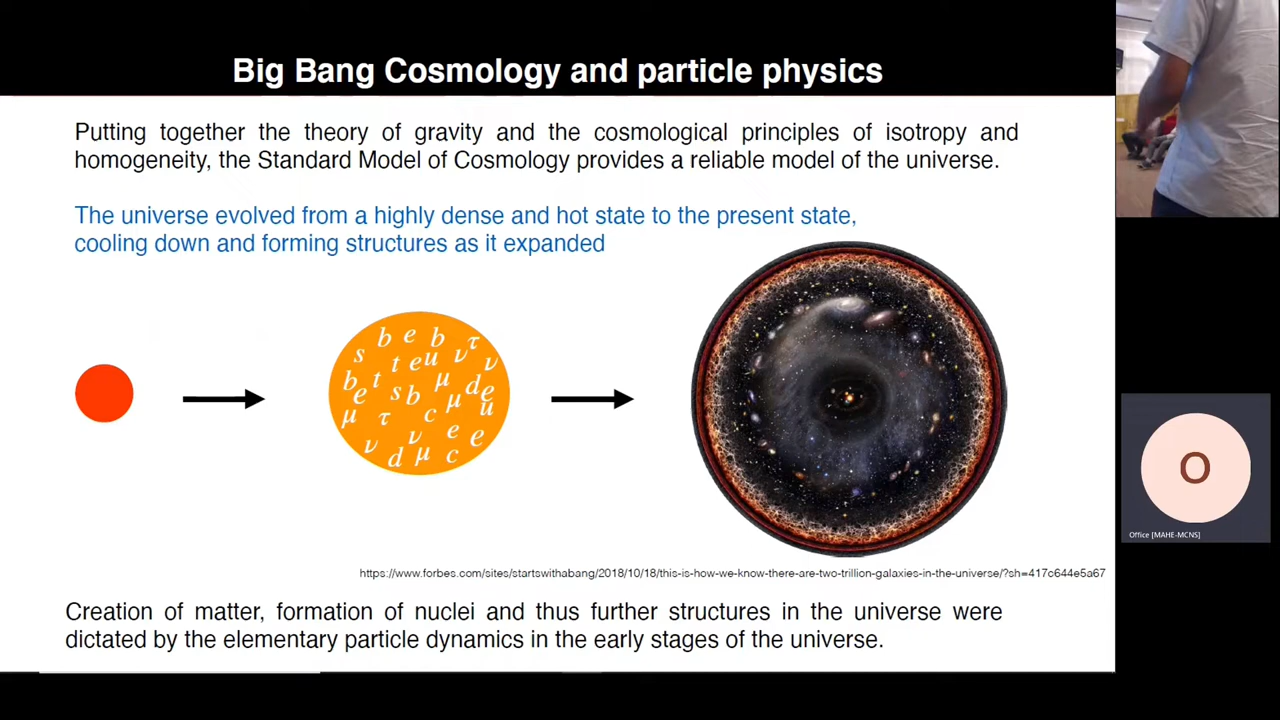 Big Bang Cosmology and particle physics
Putting together the theory of gravity and the cosmological principles of isotropy and
homogeneity, the Standard Model of Cosmology provides a reliable model of the universe.
The universe evolved from a highly dense and hot state to the present state,
cooling down and forming structures as it expanded
b e b τ
s t e u ν ν
b e t s b μ d e
μ τ c μ u
ν ν e e
d μ c
https://www.forbes.com/sites/startswithabang/2018/10/18/this-is-how-we-know-there-are-two-trillion-galaxies-in-the-universe/?sh=417c644e5a67
Creation of matter, formation of nuclei and thus further structures in the universe were
dictated by the elementary particle dynamics in the early stages of the universe.
O
Office [MAHE-MCNS]